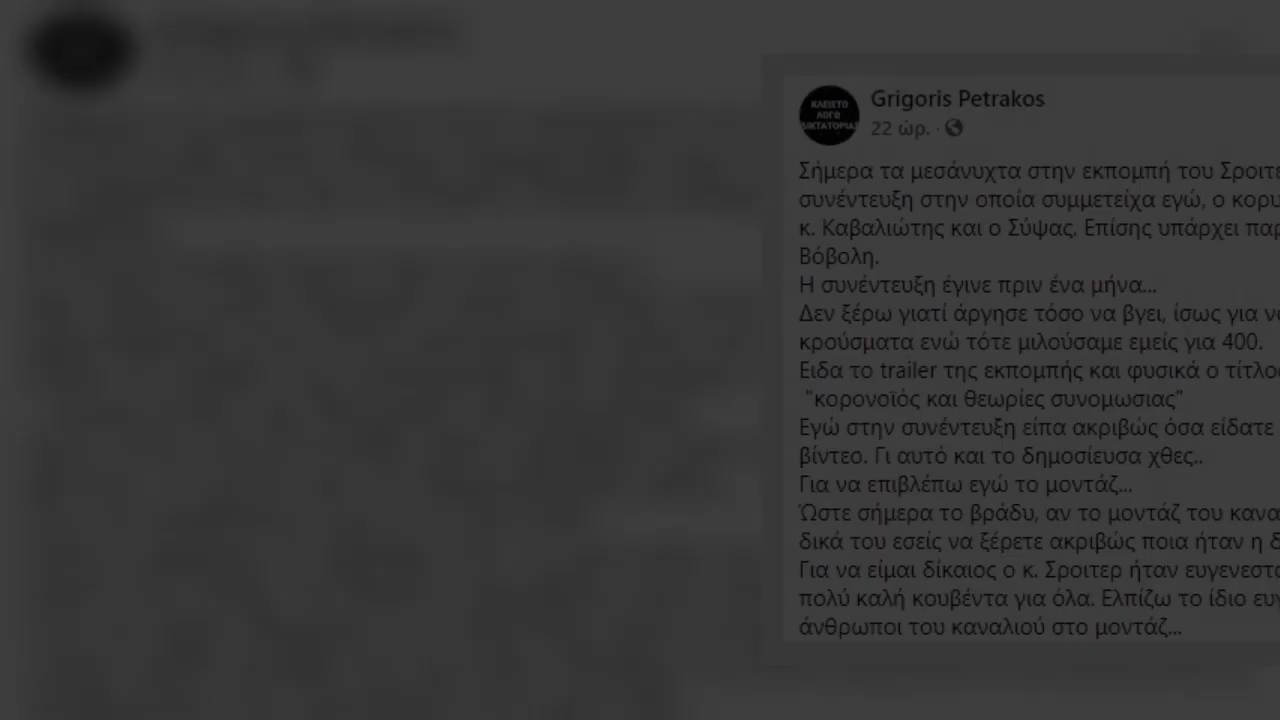 ΚΛΕΙΣΤΟ
ΛΟΓΩ
ΔΙΚΤΑΤΟΡΙΑΣ
Grigoris Petrakos
22 ώρ. ·
Σήμερα τα μεσάνυχτα στην εκπομπή του Σροιτε
συνέντευξη στην οποία συμμετείχα εγώ, ο κορυ
κ. Καβαλιώτης και ο Σύψας. Επίσης υπάρχει παρ
Βόβολη.
Η συνέντευξη έγινε πριν ένα μήνα...
Δεν ξέρω γιατί άργησε τόσο να βγει, ίσως για να
κρούσματα ενώ τότε μιλούσαμε εμείς για 400.
Ειδα το trailer της εκπομπής και φυσικά ο τίτλο
"κορονοϊός και θεωρίες συνομωσιας"
Εγώ στην συνέντευξη είπα ακριβώς όσα είδατε
βίντεο. Γι αυτό και το δημοσίευσα χθες..
Για να επιβλέπω εγώ το μοντάζ...
Ώστε σήμερα το βράδυ, αν το μοντάζ του κανα
δικά του εσείς να ξέρετε ακριβώς ποια ήταν η δ
Για να είμαι δίκαιος ο κ. Σροιτερ ήταν ευγενεστ
πολύ καλή κουβέντα για όλα. Ελπίζω το ίδιο ευγ
άνθρωποι του καναλιού στο μοντάζ...